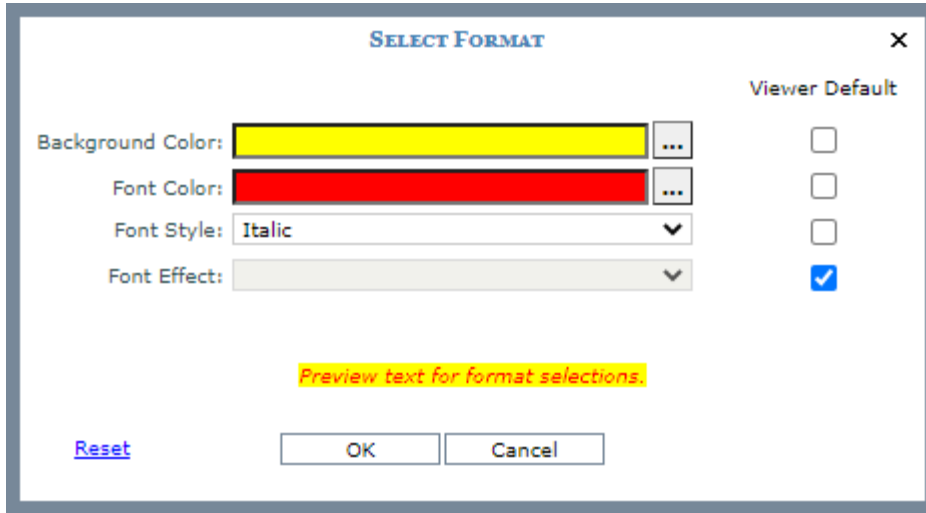 SELECT FORMAT ×
Viewer Default
Background Color: ...
Font Color: ...
Font Style: Italic
Font Effect:
Preview text for format selections.
Reset OK Cancel